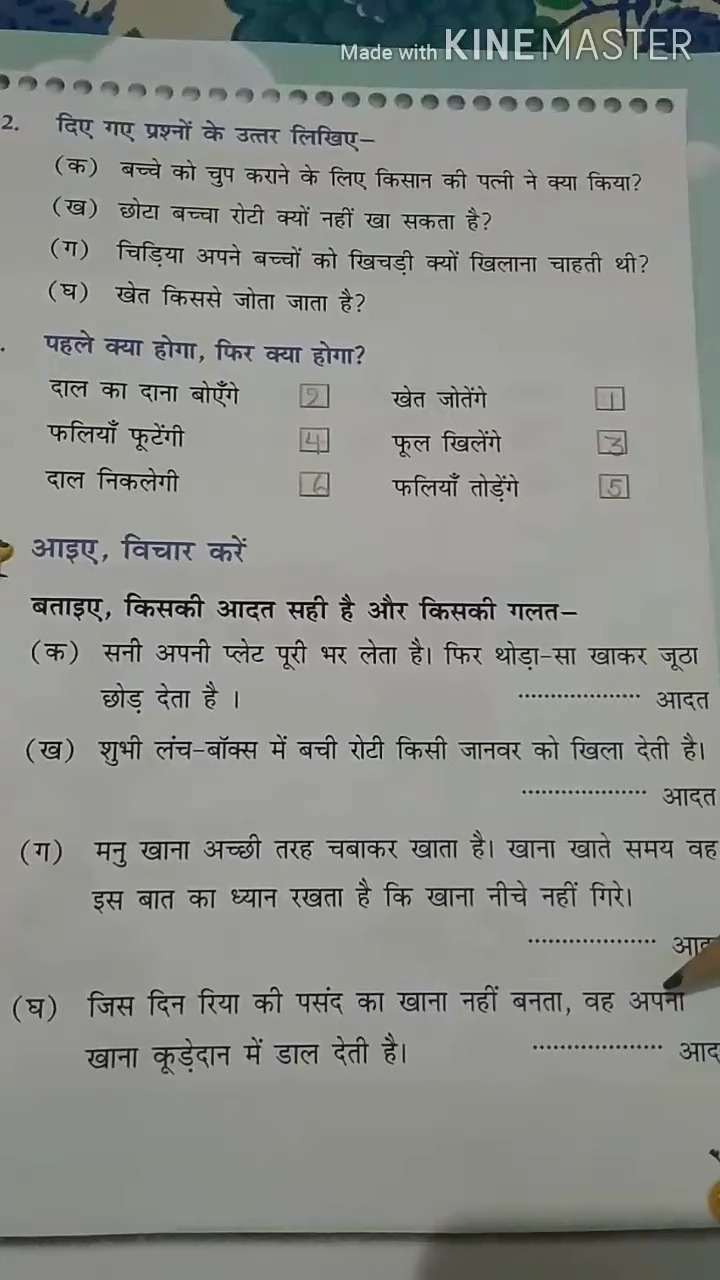 Made with KINEMASTER
2. दिए गए प्रश्नों के उत्तर लिखिए–
(क) बच्चे को चुप कराने के लिए किसान की पत्नी ने क्या किया?
(ख) छोटा बच्चा रोटी क्यों नहीं खा सकता है?
(ग) चिड़िया अपने बच्चों को खिचड़ी क्यों खिलाना चाहती थी?
(घ) खेत किससे जोता जाता है?
पहले क्या होगा, फिर क्या होगा?
दाल का दाना बोएँगे 2 खेत जोतेंगे 1
फलियाँ फूटेंगी 4 फूल खिलेंगे 3
दाल निकलेगी 6 फलियाँ तोड़ेंगे 5
आइए, विचार करें
बताइए, किसकी आदत सही है और किसकी गलत–
(क) सनी अपनी प्लेट पूरी भर लेता है। फिर थोड़ा-सा खाकर जूठा
छोड़ देता है । ................... आदत
(ख) शुभी लंच-बॉक्स में बची रोटी किसी जानवर को खिला देती है।
................... आदत
(ग) मनु खाना अच्छी तरह चबाकर खाता है। खाना खाते समय वह
इस बात का ध्यान रखता है कि खाना नीचे नहीं गिरे।
...................
(घ) जिस दिन रिया की पसंद का खाना नहीं बनता, वह अपना
खाना कूड़ेदान में डाल देती है। ................... आद